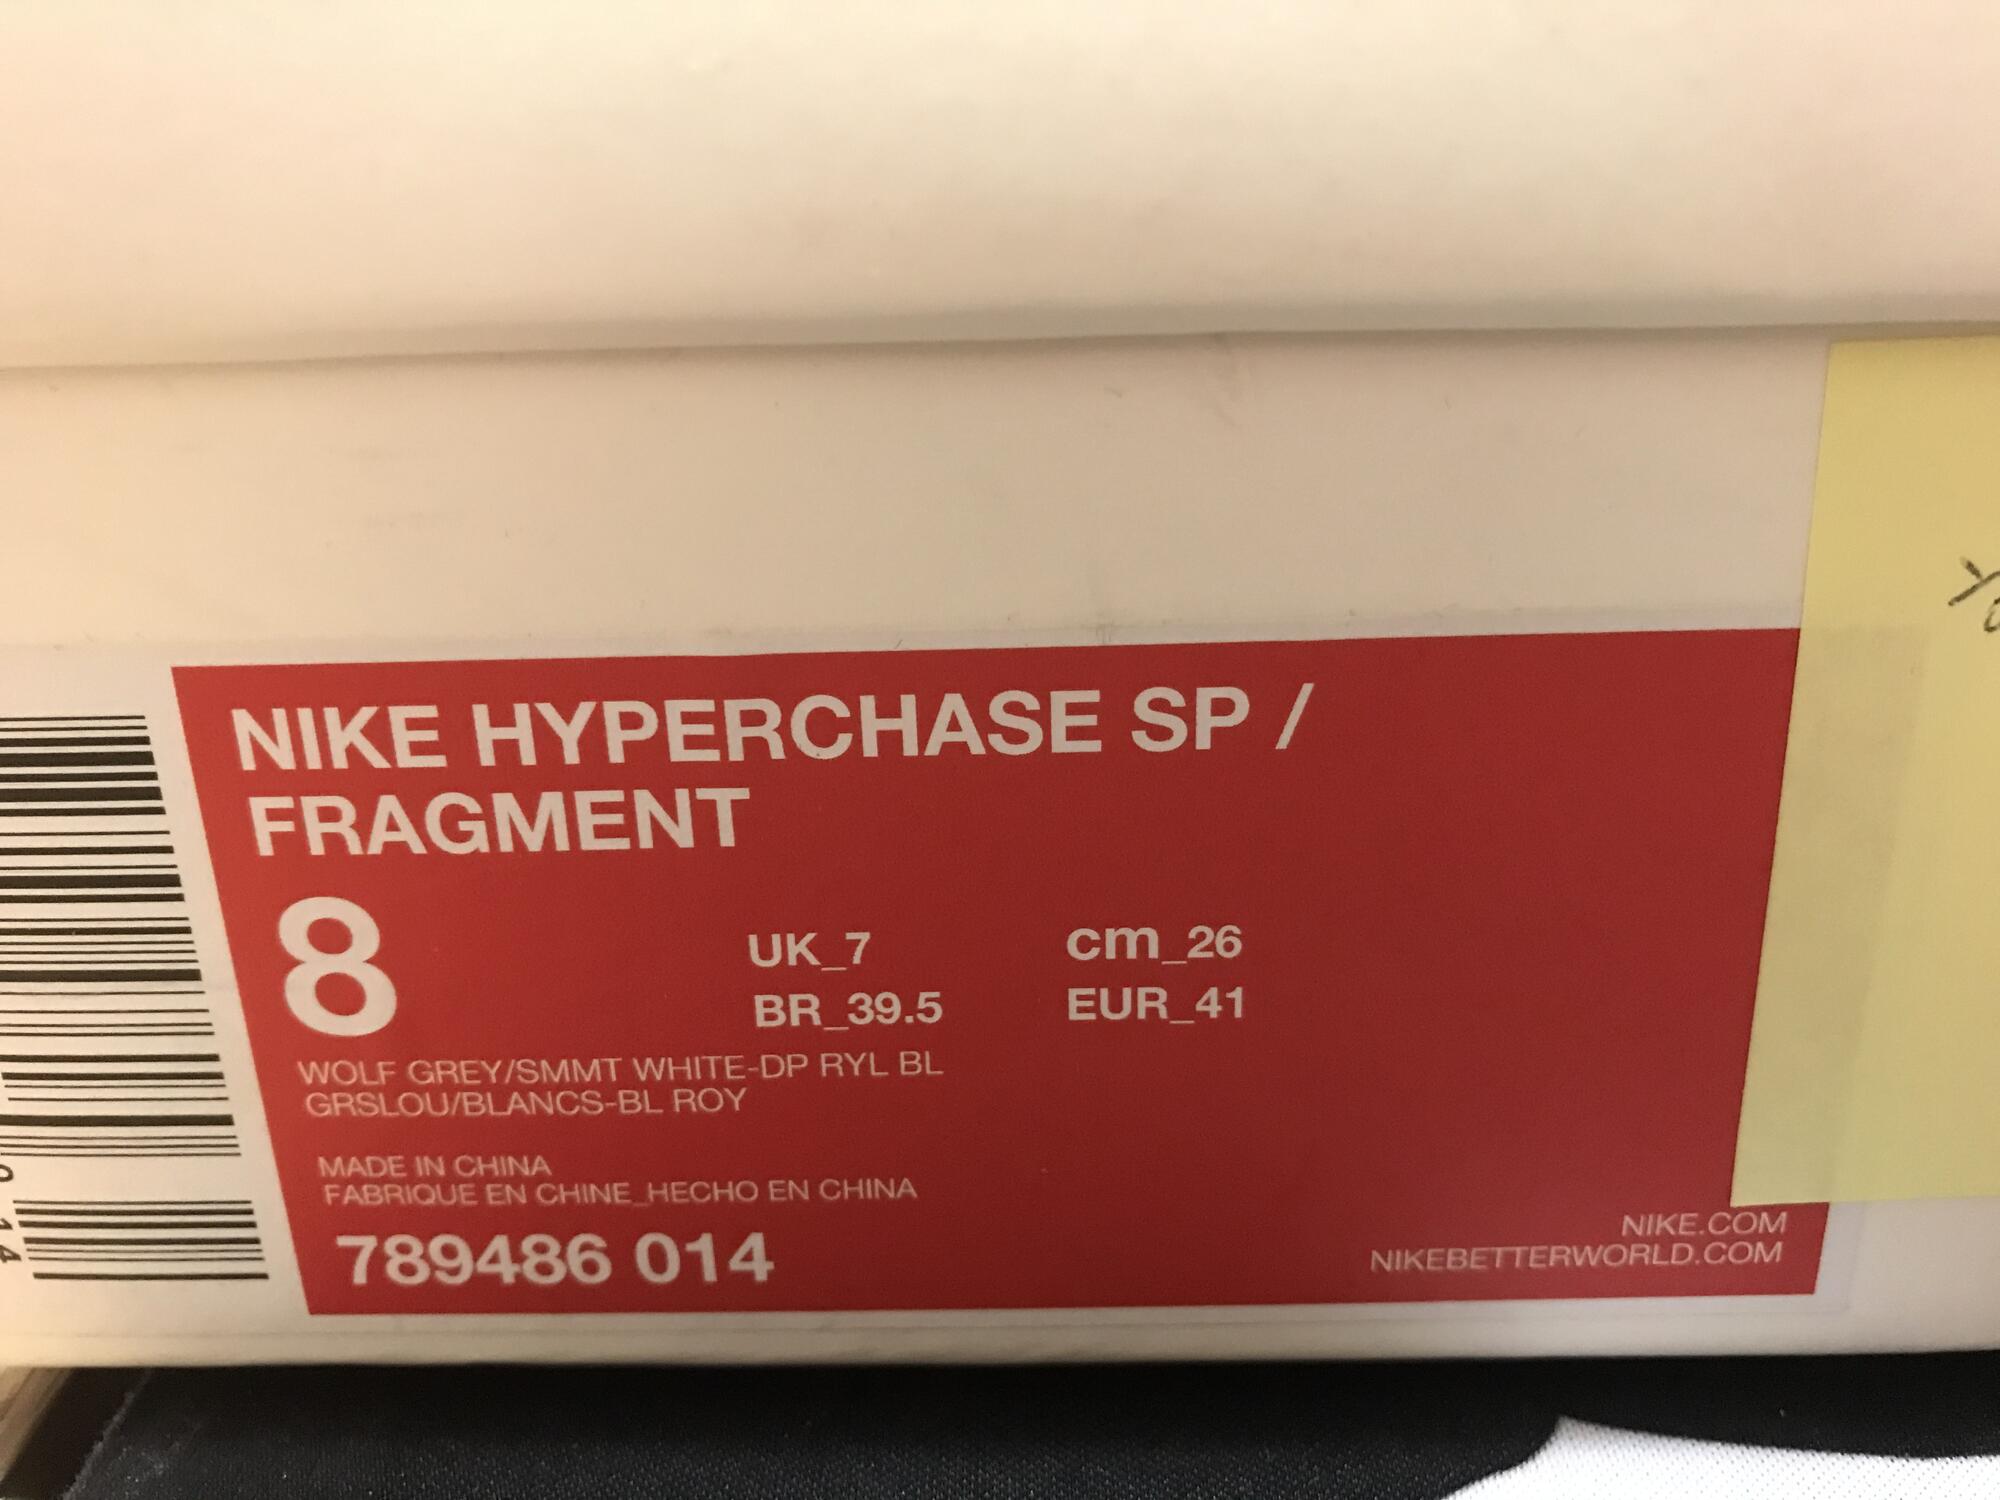 NIKE HYPERCHASE SP /
FRAGMENT
8
UK_7 cm_26
BR_39.5 EUR_41
WOLF GREY/SMMT WHITE-DP RYL BL
GRSLOU/BLANCS-BL ROY
MADE IN CHINA
FABRIQUE EN CHINE_HECHO EN CHINA
789486 014
NIKE.COM
NIKEBETTERWORLD.COM
014